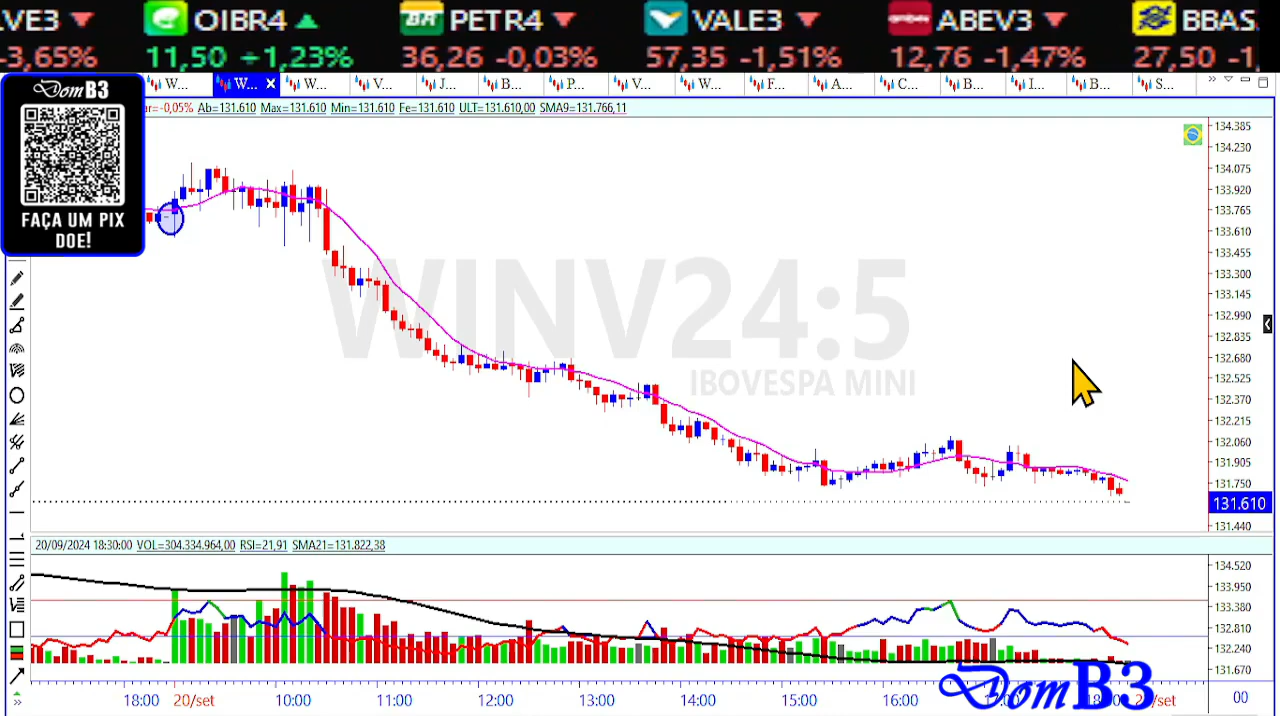 LVE3 OIBR4 PETR4 VALE3 ABEV3 BBAS
-3,65% 11,50 +1,23% 36,26 -0,03% 57,35 -1,51% 12,76 -1,47% 27,50 -1
DomB3
FAÇA UM PIX
DOE!
W... W... W... V... J... B... P... V... W... F... A... C... B... I... B... S...
ar=-0,05% Ab=131.610 Max=131.610 Min=131.610 Fe=131.610 ULT=131.610,00 SMA9=131.766,11
WINV24:5
IBOVESPA MINI
134.385
134.230
134.075
133.920
133.765
133.610
133.455
133.300
133.145
132.990
132.835
132.680
132.525
132.370
132.215
132.060
131.905
131.750
131.610
131.440
20/09/2024 18:30:00 VOL=304.334.964,00 RSI=21,91 SMA21=131.822,38
134.520
133.950
133.380
132.810
132.240
131.670
18:00 20/set 10:00 11:00 12:00 13:00 14:00 15:00 16:00 /set 00
DomB3